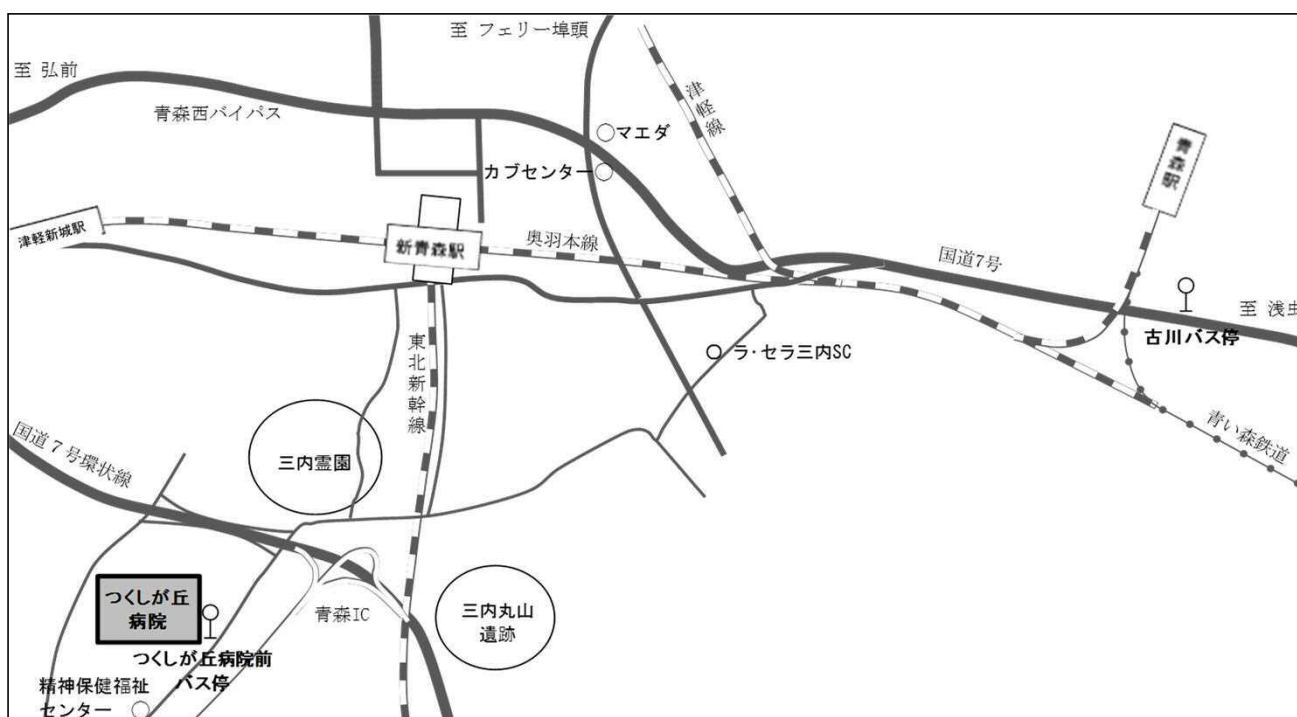 至 フェリー埠頭
至 弘前
青森西バイパス
津軽線
マエダ
カブセンター
青森駅
津軽新城駅
新青森駅
奥羽本線
国道7号
至 浅虫
古川バス停
東北新幹線
ラ・セラ三内SC
青い森鉄道
国道7号環状線
三内霊園
つくしが丘
病院
青森IC
三内丸山
遺跡
つくしが丘病院前
バス停
精神保健福祉
センター